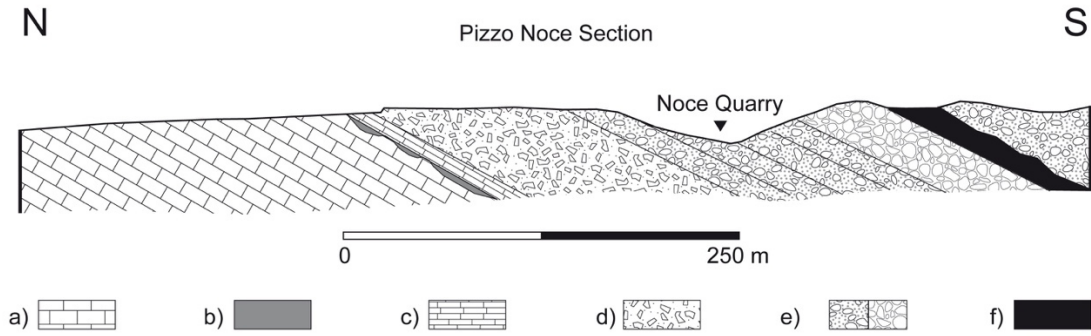 N S
Pizzo Noce Section
Noce Quarry
0 250 m
a) b) c) d) e) f)